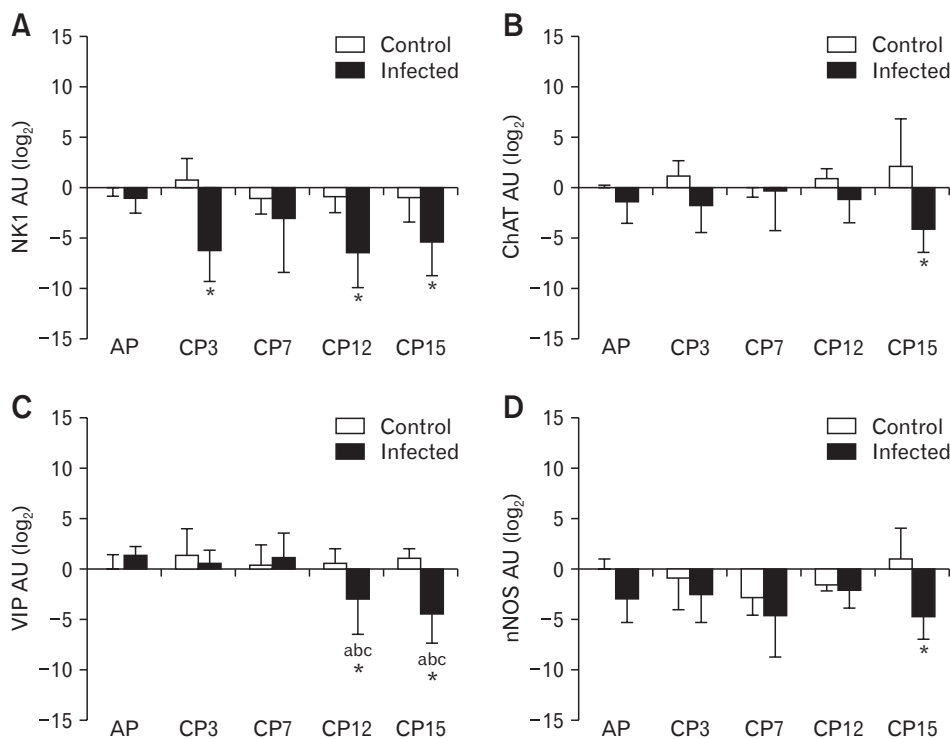 A
15
10
5
0
−5
−10
−15
NK1 AU (log₂)
Control
Infected
*
*
*
AP CP3 CP7 CP12 CP15
B
15
10
5
0
−5
−10
−15
ChAT AU (log₂)
Control
Infected
*
AP CP3 CP7 CP12 CP15
C
15
10
5
0
−5
−10
−15
VIP AU (log₂)
Control
Infected
abc abc
* *
AP CP3 CP7 CP12 CP15
D
15
10
5
0
−5
−10
−15
nNOS AU (log₂)
Control
Infected
*
AP CP3 CP7 CP12 CP15